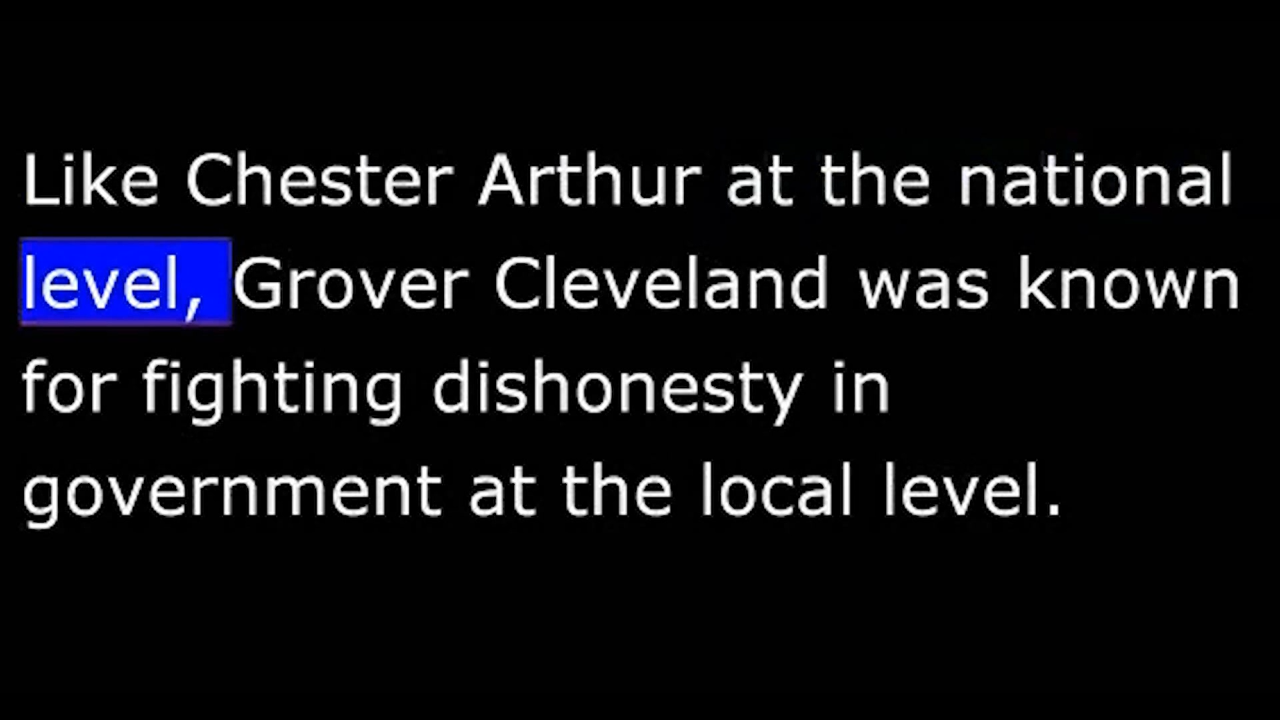 Like Chester Arthur at the national
level, Grover Cleveland was known
for fighting dishonesty in
government at the local level.